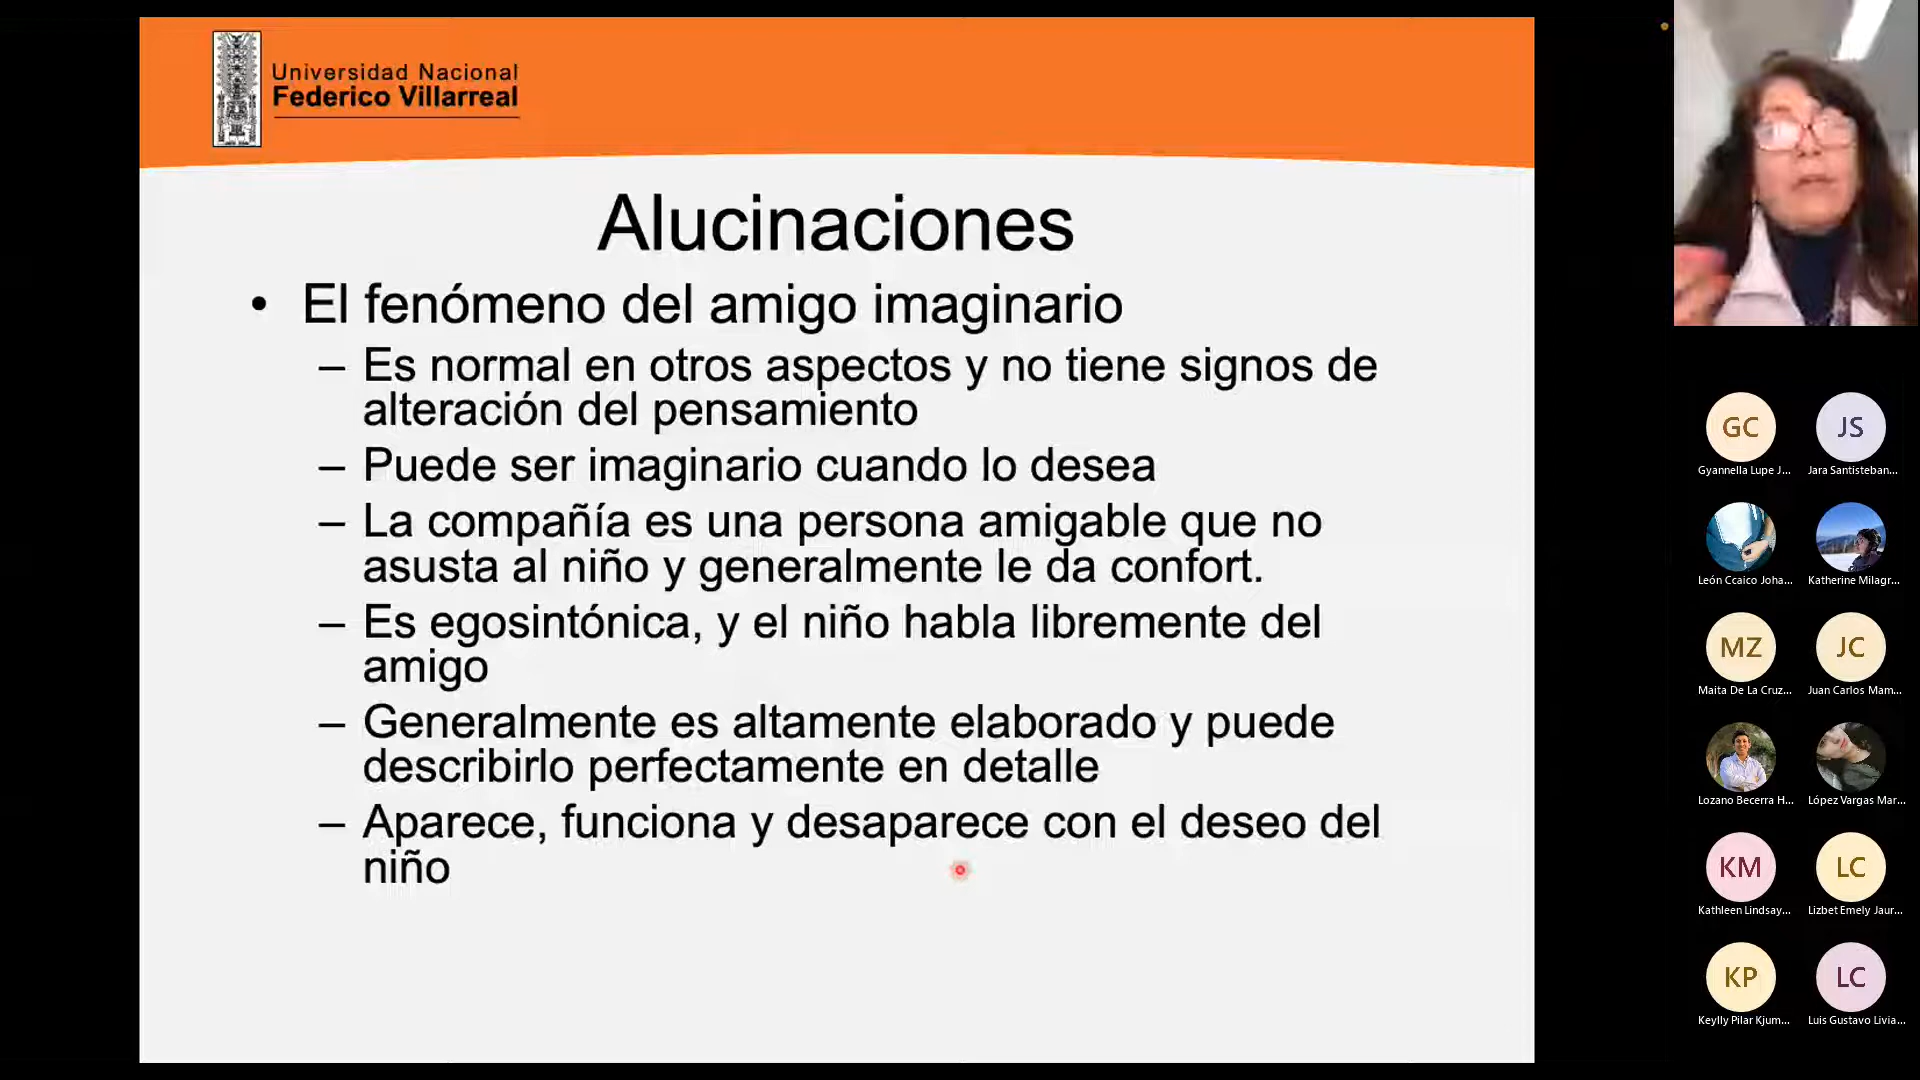 Universidad Nacional
Federico Villarreal
Alucinaciones
• El fenómeno del amigo imaginario
– Es normal en otros aspectos y no tiene signos de
alteración del pensamiento
– Puede ser imaginario cuando lo desea
– La compañía es una persona amigable que no
asusta al niño y generalmente le da confort.
– Es egosintónica, y el niño habla libremente del
amigo
– Generalmente es altamente elaborado y puede
describirlo perfectamente en detalle
– Aparece, funciona y desaparece con el deseo del
niño
GC
JS
Gyannella Lupe J...
Jara Santisteban...
León Ccaico Joha...
Katherine Milagr...
MZ
JC
Maita De La Cruz...
Juan Carlos Mam...
Lozano Becerra H...
López Vargas Mar...
KM
LC
Kathleen Lindsay...
Lizbet Emely Jaur...
KP
LC
Keylly Pilar Kjum...
Luis Gustavo Livia...